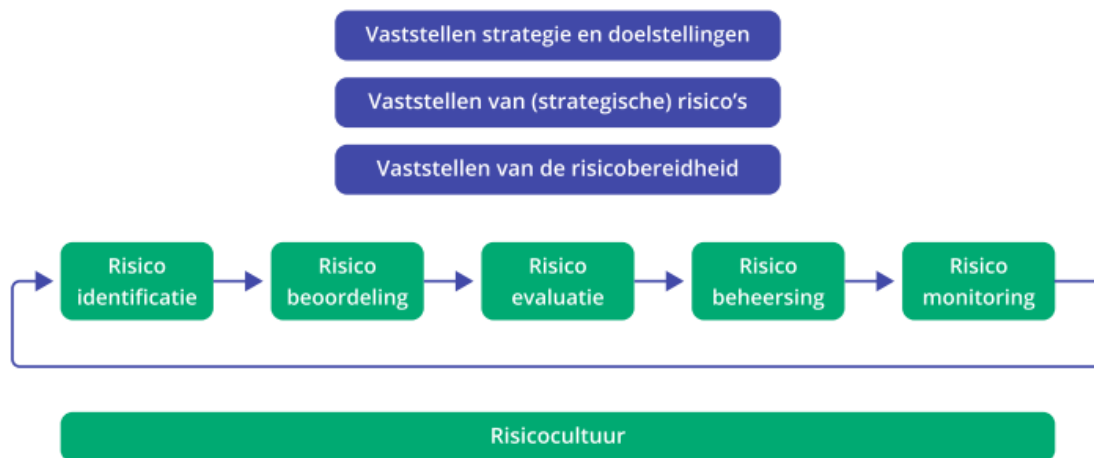 Vaststellen strategie en doelstellingen
Vaststellen van (strategische) risico's
Vaststellen van de risicobereidheid
Risico
identificatie
Risico
beoordeling
Risico
evaluatie
Risico
beheersing
Risico
monitoring
Risicocultuur